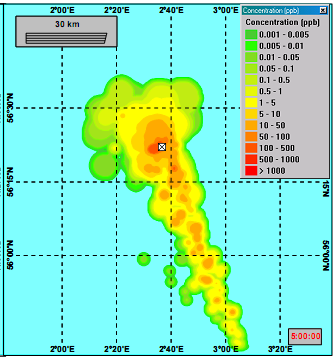 2°00'E 2°20'E 2°40'E 3°00'E
30 km
Concentration (ppb)
Concentration (ppb)
0.001 - 0.005
0.005 - 0.01
0.01 - 0.05
0.05 - 0.1
0.1 - 0.5
0.5 - 1
1 - 5
5 - 10
10 - 50
50 - 100
100 - 500
500 - 1000
> 1000
56°30'N
56°15'N
15'N
56°00'N
56°00'N
5:00:00
2°00'E 2°20'E 2°40'E 3°00'E